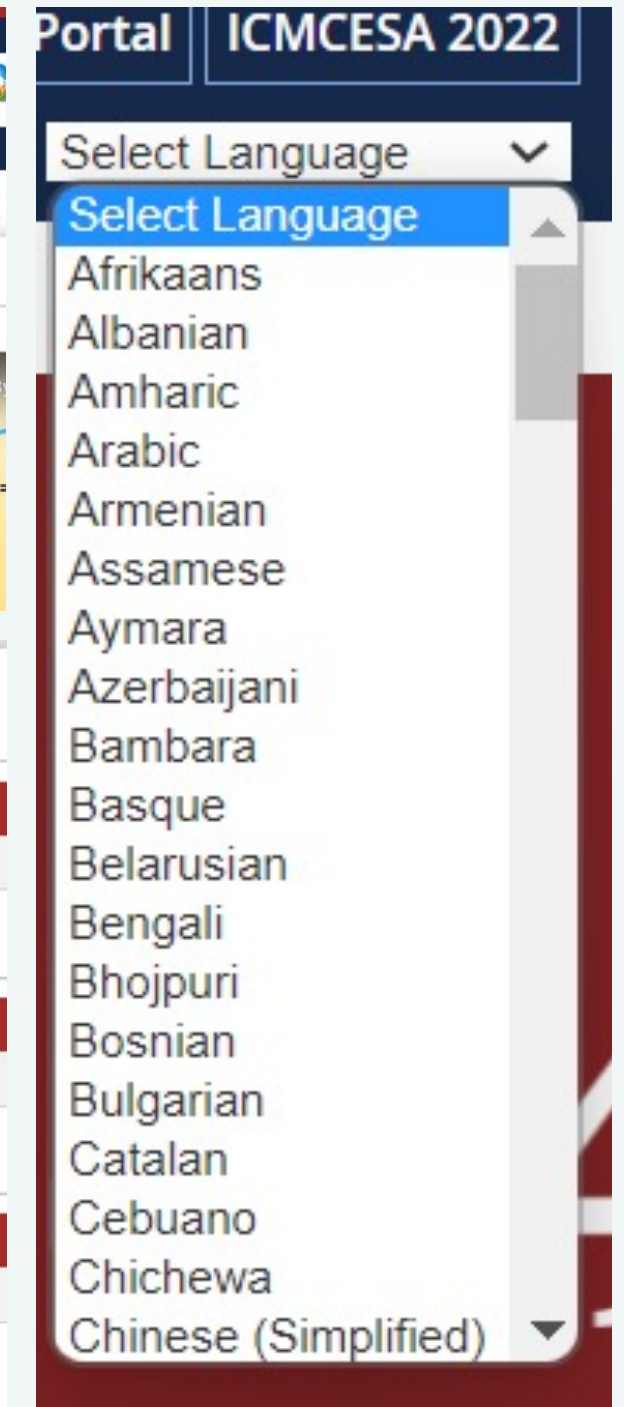 Portal ICMCESA 2022
Select Language
Select Language
Afrikaans
Albanian
Amharic
Arabic
Armenian
Assamese
Aymara
Azerbaijani
Bambara
Basque
Belarusian
Bengali
Bhojpuri
Bosnian
Bulgarian
Catalan
Cebuano
Chichewa
Chinese (Simplified)